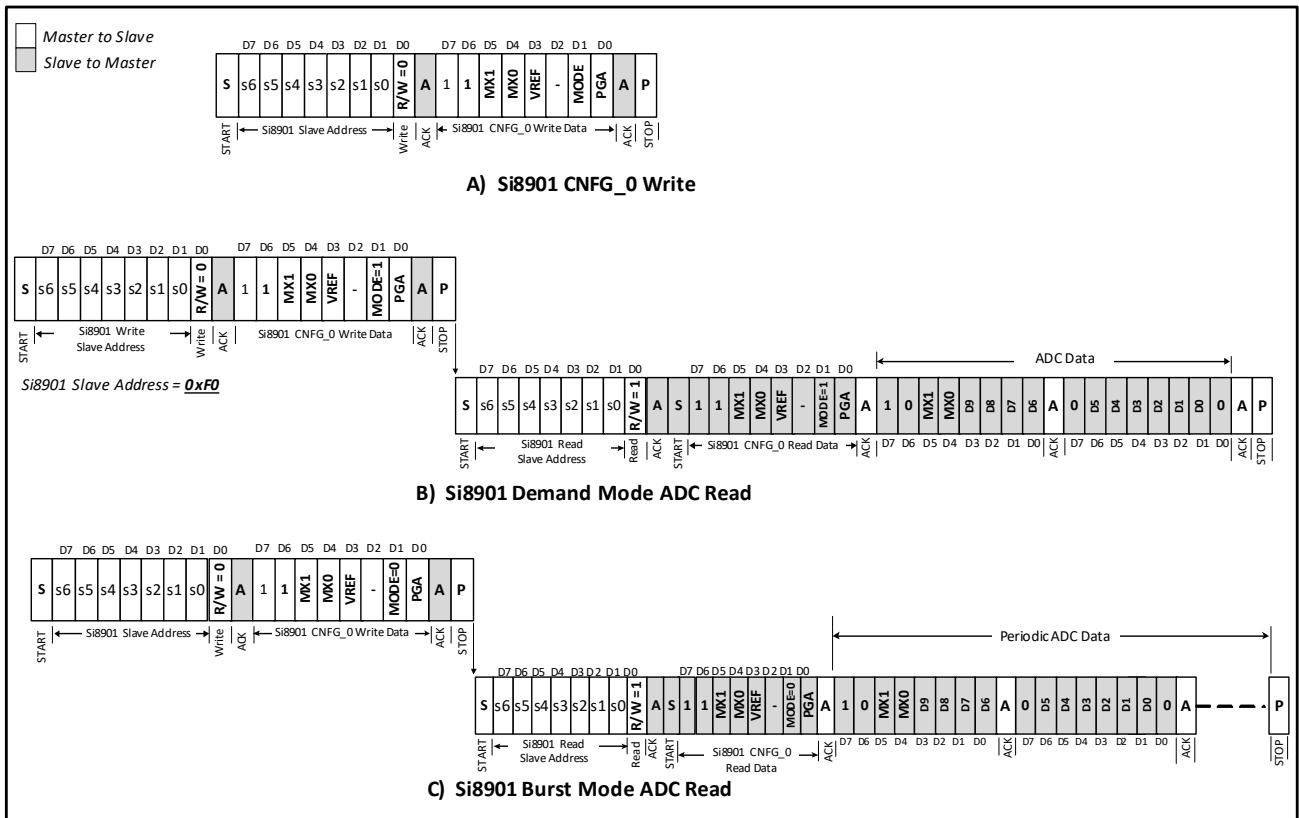 Master to Slave
Slave to Master
D7 D6 D5 D4 D3 D2 D1 D0 D7 D6 D5 D4 D3 D2 D1 D0
S s6 s5 s4 s3 s2 s1 s0 R/W = 0 A 1 1 MX1 MX0 VREF - MODE PGA A P
START Si8901 Slave Address Write ACK Si8901 CNFG_0 Write Data ACK STOP
A) Si8901 CNFG_0 Write
D7 D6 D5 D4 D3 D2 D1 D0 D7 D6 D5 D4 D3 D2 D1 D0
S s6 s5 s4 s3 s2 s1 s0 R/W = 0 A 1 1 MX1 MX0 VREF - MODE=1 PGA A P
START Si8901 Write Slave Address Write ACK Si8901 CNFG_0 Write Data ACK STOP
Si8901 Slave Address = 0xF0
ADC Data
D7 D6 D5 D4 D3 D2 D1 D0 D7 D6 D5 D4 D3 D2 D1 D0
S s6 s5 s4 s3 s2 s1 s0 R/W = 1 A S 1 1 MX1 MX0 VREF - MODE=1 PGA A 1 0 MX1 MX0 D9 D8 D7 D6 A 0 D5 D4 D3 D2 D1 D0 0 A P
START Si8901 Read Slave Address Read ACK START Si8901 CNFG_0 Read Data ACK D7 D6 D5 D4 D3 D2 D1 D0 ACK D7 D6 D5 D4 D3 D2 D1 D0 ACK STOP
B) Si8901 Demand Mode ADC Read
D7 D6 D5 D4 D3 D2 D1 D0 D7 D6 D5 D4 D3 D2 D1 D0
S s6 s5 s4 s3 s2 s1 s0 R/W = 0 A 1 1 MX1 MX0 VREF - MODE=0 PGA A P
START Si8901 Slave Address Write ACK Si8901 CNFG_0 Write Data ACK STOP
Periodic ADC Data
D7 D6 D5 D4 D3 D2 D1 D0 D7 D6 D5 D4 D3 D2 D1 D0
S s6 s5 s4 s3 s2 s1 s0 R/W = 1 A S 1 1 MX1 MX0 VREF - MODE=0 PGA A 1 0 MX1 MX0 D9 D8 D7 D6 A 0 D5 D4 D3 D2 D1 D0 0 A P
START Si8901 Read Slave Address Read ACK START Si8901 CNFG_0 Read Data ACK D7 D6 D5 D4 D3 D2 D1 D0 ACK D7 D6 D5 D4 D3 D2 D1 D0 ACK STOP
C) Si8901 Burst Mode ADC Read